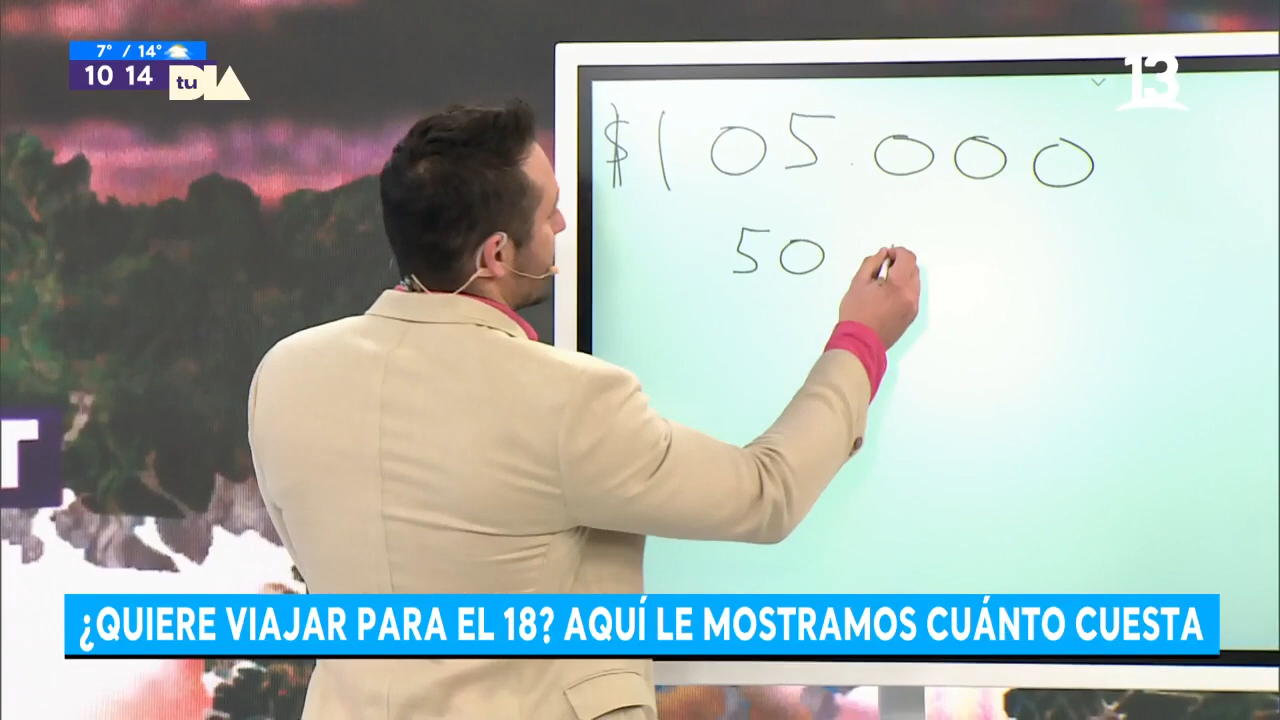 7° / 14°
10 14
tu DIA
13
$105.000
50
T
¿QUIERE VIAJAR PARA EL 18? AQUÍ LE MOSTRAMOS CUÁNTO CUESTA